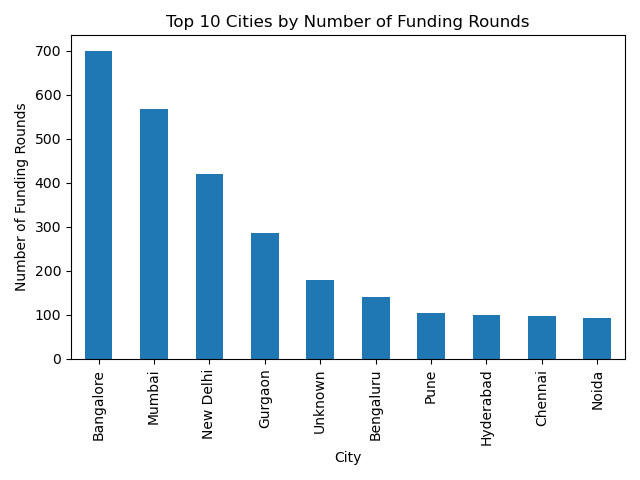 Top 10 Cities by Number of Funding Rounds
Number of Funding Rounds
700
600
500
400
300
200
100
0
Bangalore
Mumbai
New Delhi
Gurgaon
Unknown
Bengaluru
Pune
Hyderabad
Chennai
Noida
City